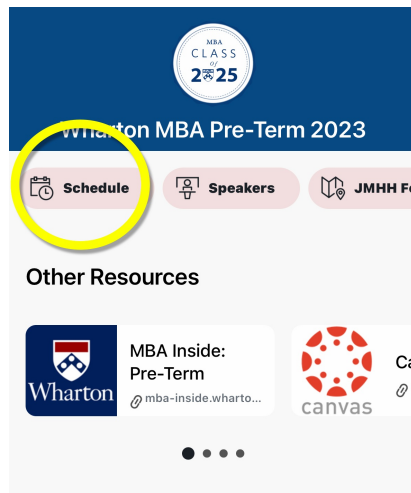 MBA
CLASS
of
2025
Wharton MBA Pre-Term 2023
Schedule
Speakers
JMHH F
Other Resources
MBA Inside:
Pre-Term
mba-inside.wharto...
Wharton
Ca
canvas